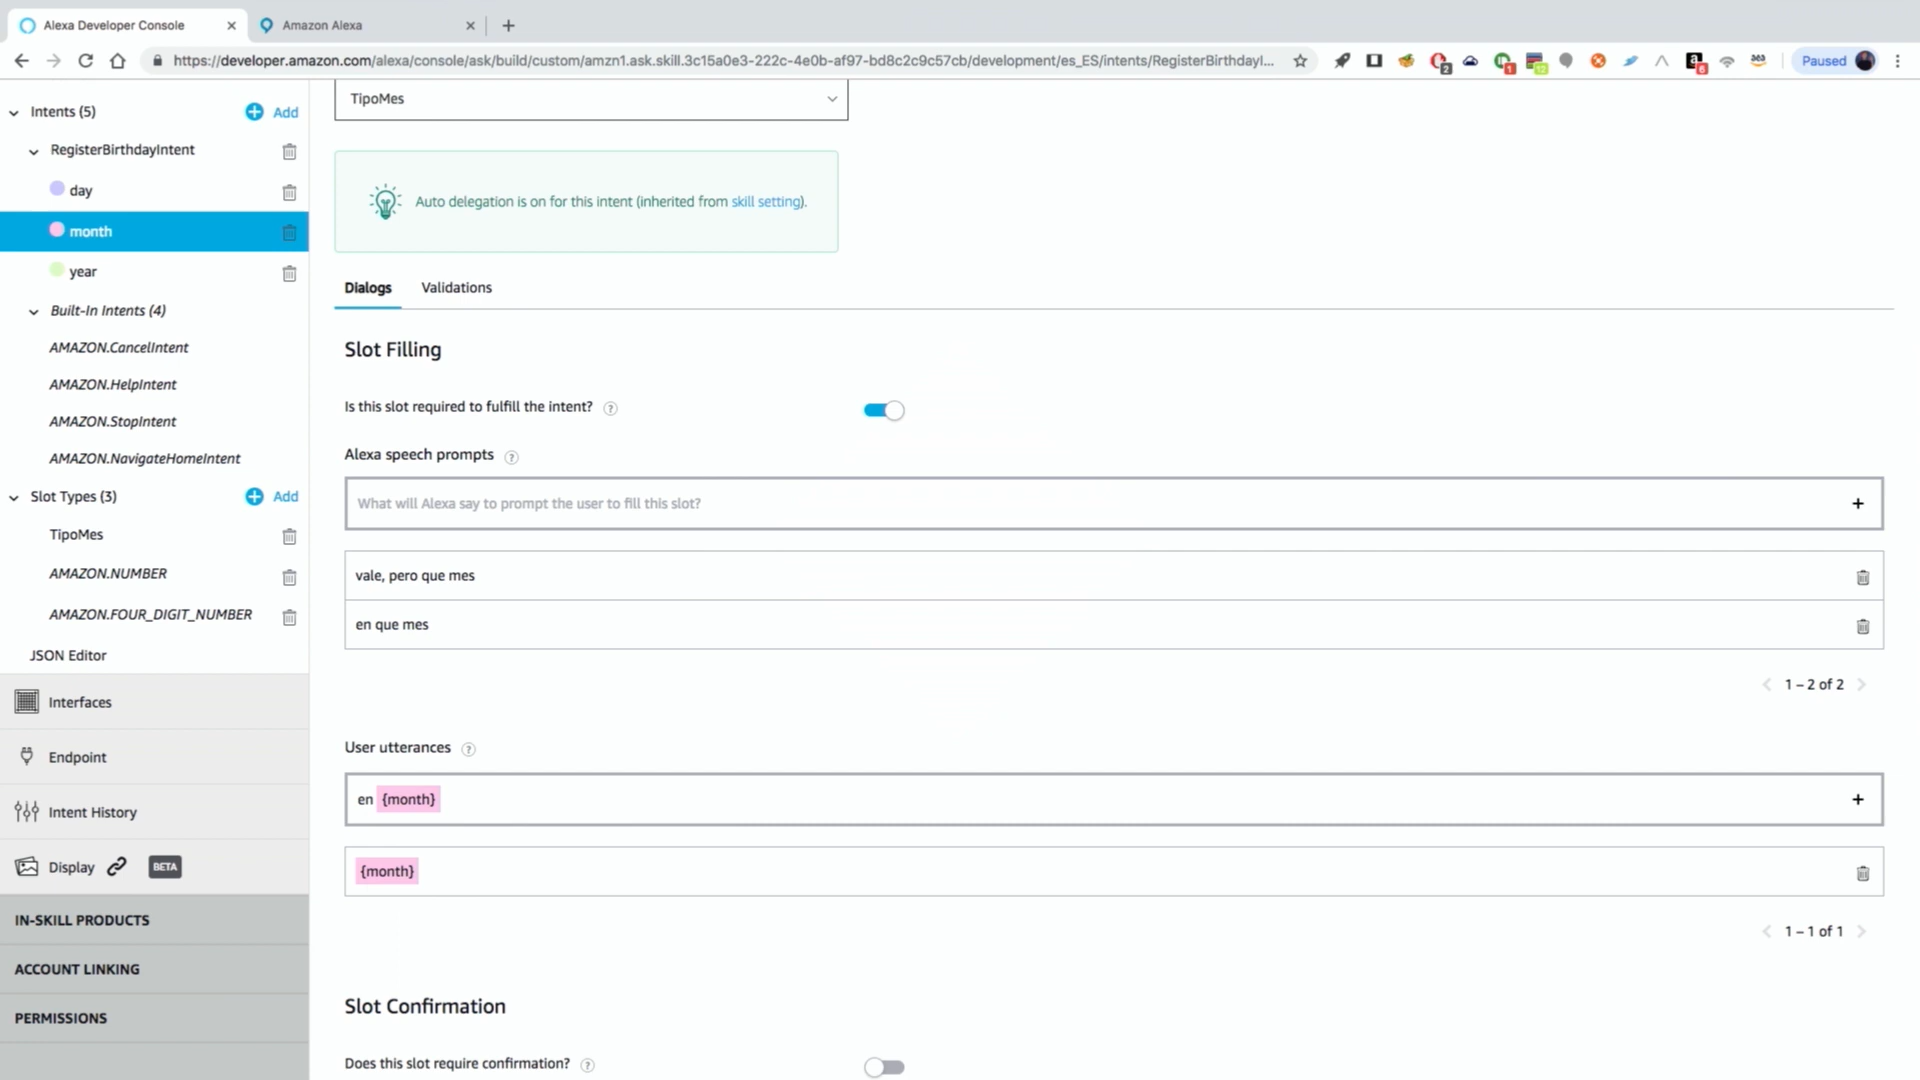 Alexa Developer Console
Amazon Alexa
https://developer.amazon.com/alexa/console/ask/build/custom/amzn1.ask.skill.3c15a0e3-222c-4e0b-af97-bd8c2c9c57cb/development/es_ES/intents/RegisterBirthdayI...
2
1
12
6
Paused
Intents (5)
Add
RegisterBirthdayIntent
day
month
year
Built-In Intents (4)
AMAZON.CancelIntent
AMAZON.HelpIntent
AMAZON.StopIntent
AMAZON.NavigateHomeIntent
Slot Types (3)
Add
TipoMes
AMAZON.NUMBER
AMAZON.FOUR_DIGIT_NUMBER
JSON Editor
Interfaces
Endpoint
Intent History
Display BETA
IN-SKILL PRODUCTS
ACCOUNT LINKING
PERMISSIONS
TipoMes
Auto delegation is on for this intent (inherited from skill setting).
Dialogs
Validations
Slot Filling
Is this slot required to fulfill the intent? ?
Alexa speech prompts ?
What will Alexa say to prompt the user to fill this slot?
vale, pero que mes
en que mes
1 – 2 of 2
User utterances ?
en {month}
{month}
1 – 1 of 1
Slot Confirmation
Does this slot require confirmation? ?